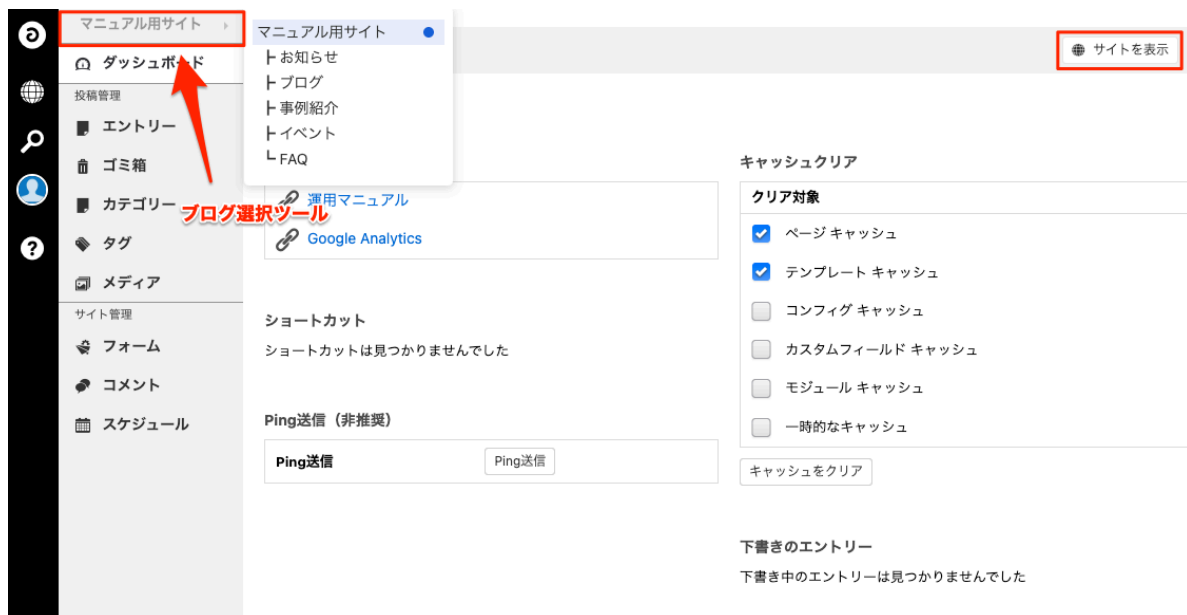 マニュアル用サイト
ダッシュボード
投稿管理
エントリー
ゴミ箱
カテゴリー
タグ
メディア
サイト管理
フォーム
コメント
スケジュール
マニュアル用サイト
┣ お知らせ
┣ ブログ
┣ 事例紹介
┣ イベント
┗ FAQ
ブログ選択ツール
サイトを表示
運用マニュアル
Google Analytics
ショートカット
ショートカットは見つかりませんでした
Ping送信（非推奨）
Ping送信 Ping送信
キャッシュクリア
クリア対象
ページ キャッシュ
テンプレート キャッシュ
コンフィグ キャッシュ
カスタムフィールド キャッシュ
モジュール キャッシュ
一時的なキャッシュ
キャッシュをクリア
下書きのエントリー
下書き中のエントリーは見つかりませんでした